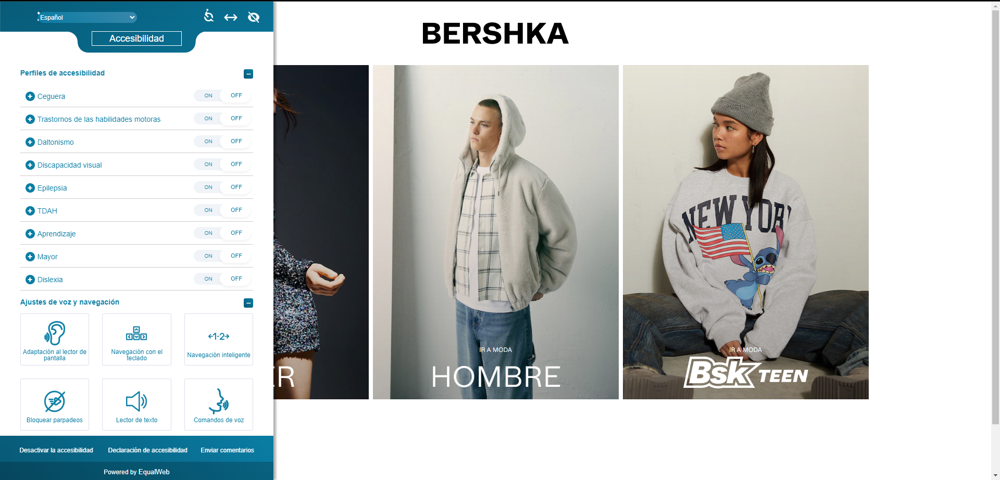 Español
Accesibilidad
Perfiles de accesibilidad
Ceguera
ON
OFF
Trastornos de las habilidades motoras
ON
OFF
Daltonismo
ON
OFF
Discapacidad visual
ON
OFF
Epilepsia
ON
OFF
TDAH
ON
OFF
Aprendizaje
ON
OFF
Mayor
ON
OFF
Dislexia
ON
OFF
Ajustes de voz y navegación
Adaptación al lector de
pantalla
Navegación con el
teclado
←1-2→
Navegación inteligente
Bloquear parpadeos
Lector de texto
Comandos de voz
Desactivar la accesibilidad
Declaración de accesibilidad
Enviar comentarios
Powered by EqualWeb
BERSHKA
ER
IR A MODA
HOMBRE
NEW YORK
IR A MODA
Bsk TEEN